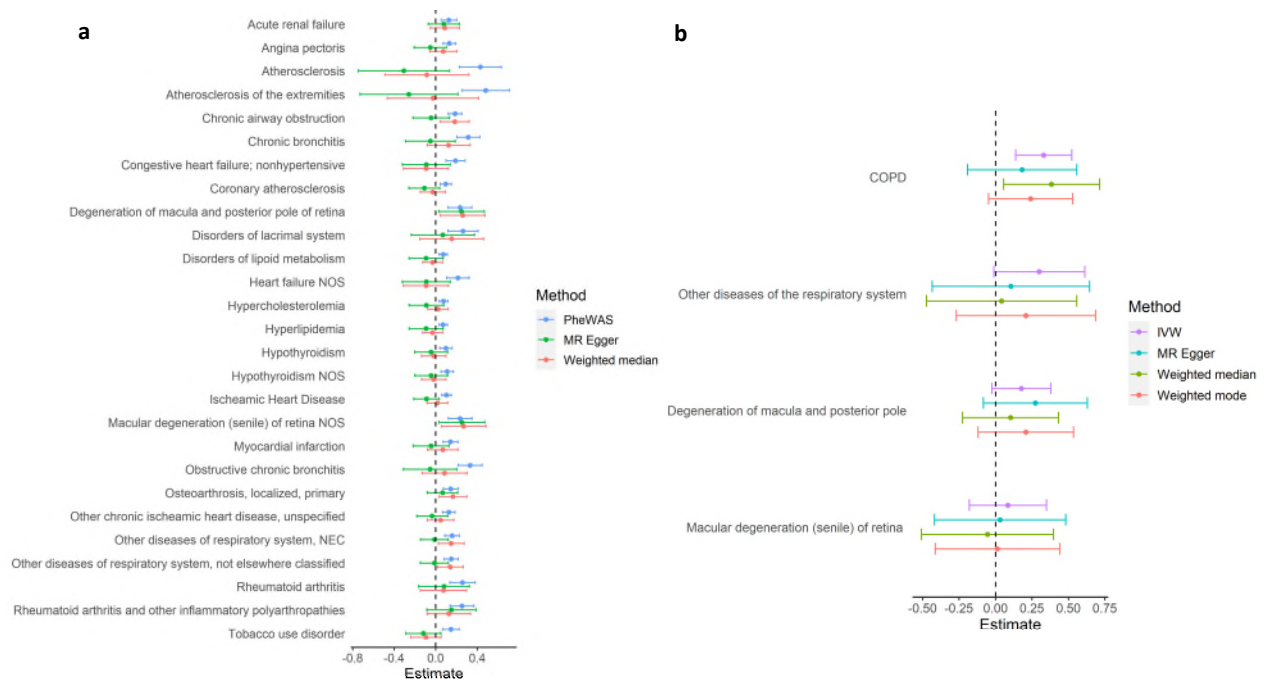 a
Acute renal failure
Angina pectoris
Atherosclerosis
Atherosclerosis of the extremities
Chronic airway obstruction
Chronic bronchitis
Congestive heart failure; nonhypertensive
Coronary atherosclerosis
Degeneration of macula and posterior pole of retina
Disorders of lacrimal system
Disorders of lipoid metabolism
Heart failure NOS
Hypercholesterolemia
Hyperlipidemia
Hypothyroidism
Hypothyroidism NOS
Ischeamic Heart Disease
Macular degeneration (senile) of retina NOS
Myocardial infarction
Obstructive chronic bronchitis
Osteoarthrosis, localized, primary
Other chronic ischeamic heart disease, unspecified
Other diseases of respiratory system, NEC
Other diseases of respiratory system, not elsewhere classified
Rheumatoid arthritis
Rheumatoid arthritis and other inflammatory polyarthropathies
Tobacco use disorder
-0.8 -0.4 0.0 0.4
Estimate
Method
PheWAS
MR Egger
Weighted median
b
COPD
Other diseases of the respiratory system
Degeneration of macula and posterior pole
Macular degeneration (senile) of retina
-0.50 -0.25 0.00 0.25 0.50 0.75
Estimate
Method
IVW
MR Egger
Weighted median
Weighted mode